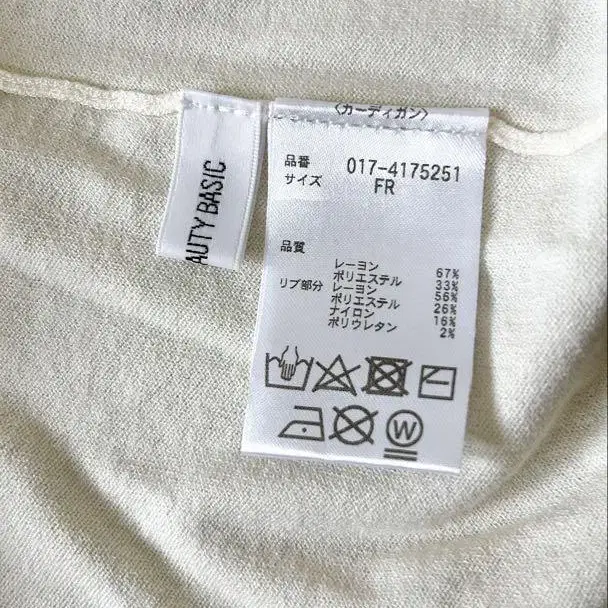 〈カーディガン〉
品番 017-4175251
サイズ FR
品質
レーヨン 67%
ポリエステル 33%
リブ部分 レーヨン 56%
ポリエステル 26%
ナイロン 16%
ポリウレタン 2%
W
AUTY BASIC